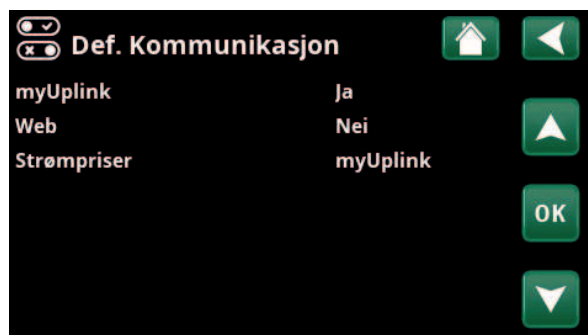 Def. Kommunikasjon
myUplink Ja
Web Nei
Strømpriser myUplink
OK